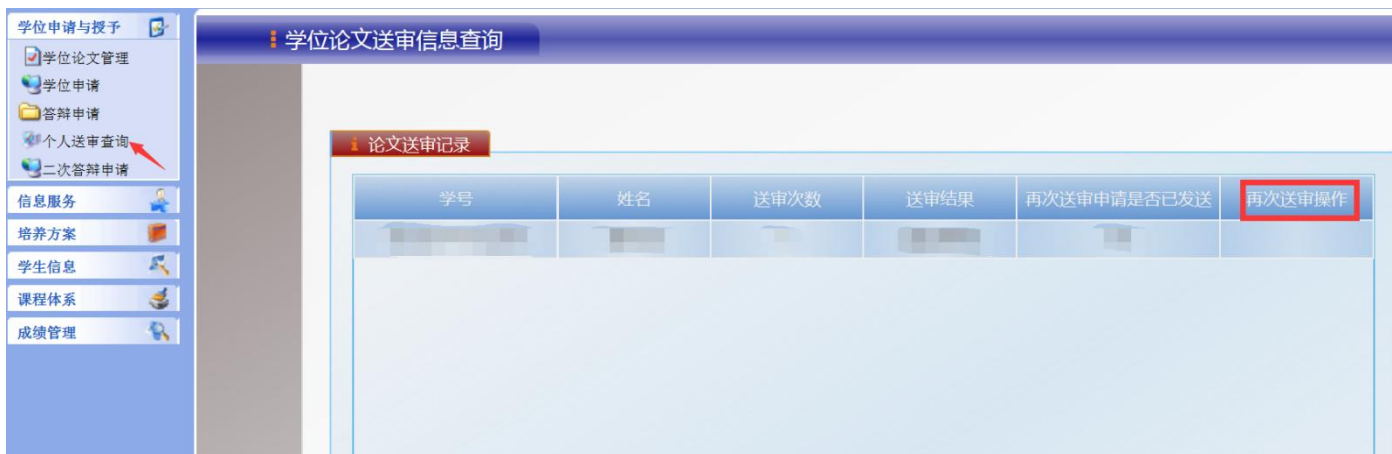 学位申请与授予
学位论文管理
学位申请
答辩申请
个人送审查询
二次答辩申请
信息服务
培养方案
学生信息
课程体系
成绩管理
学位论文送审信息查询
论文送审记录
学号 姓名 送审次数 送审结果 再次送审申请是否已发送 再次送审操作